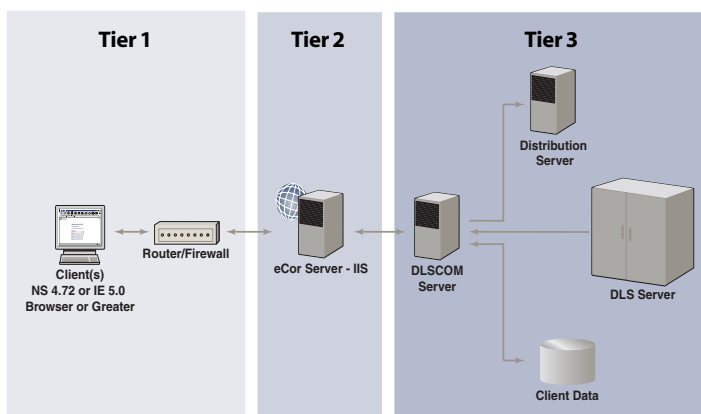 Tier 1
Tier 2
Tier 3
Distribution
Server
Router/Firewall
Client(s)
NS 4.72 or IE 5.0
Browser or Greater
eCor Server - IIS
DLSCOM
Server
DLS Server
Client Data